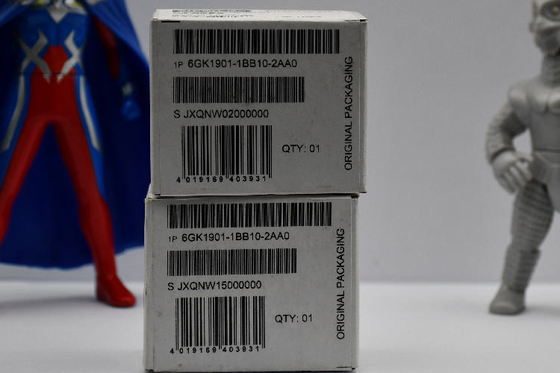 1P 6GK1901-1BB10-2AA0
S JXQNW02000000
QTY: 01
4 019169 403931
ORIGINAL PACKAGING
1P 6GK1901-1BB10-2AA0
S JXQNW15000000
QTY: 01
4 019169 403931
ORIGINAL PACKAGING